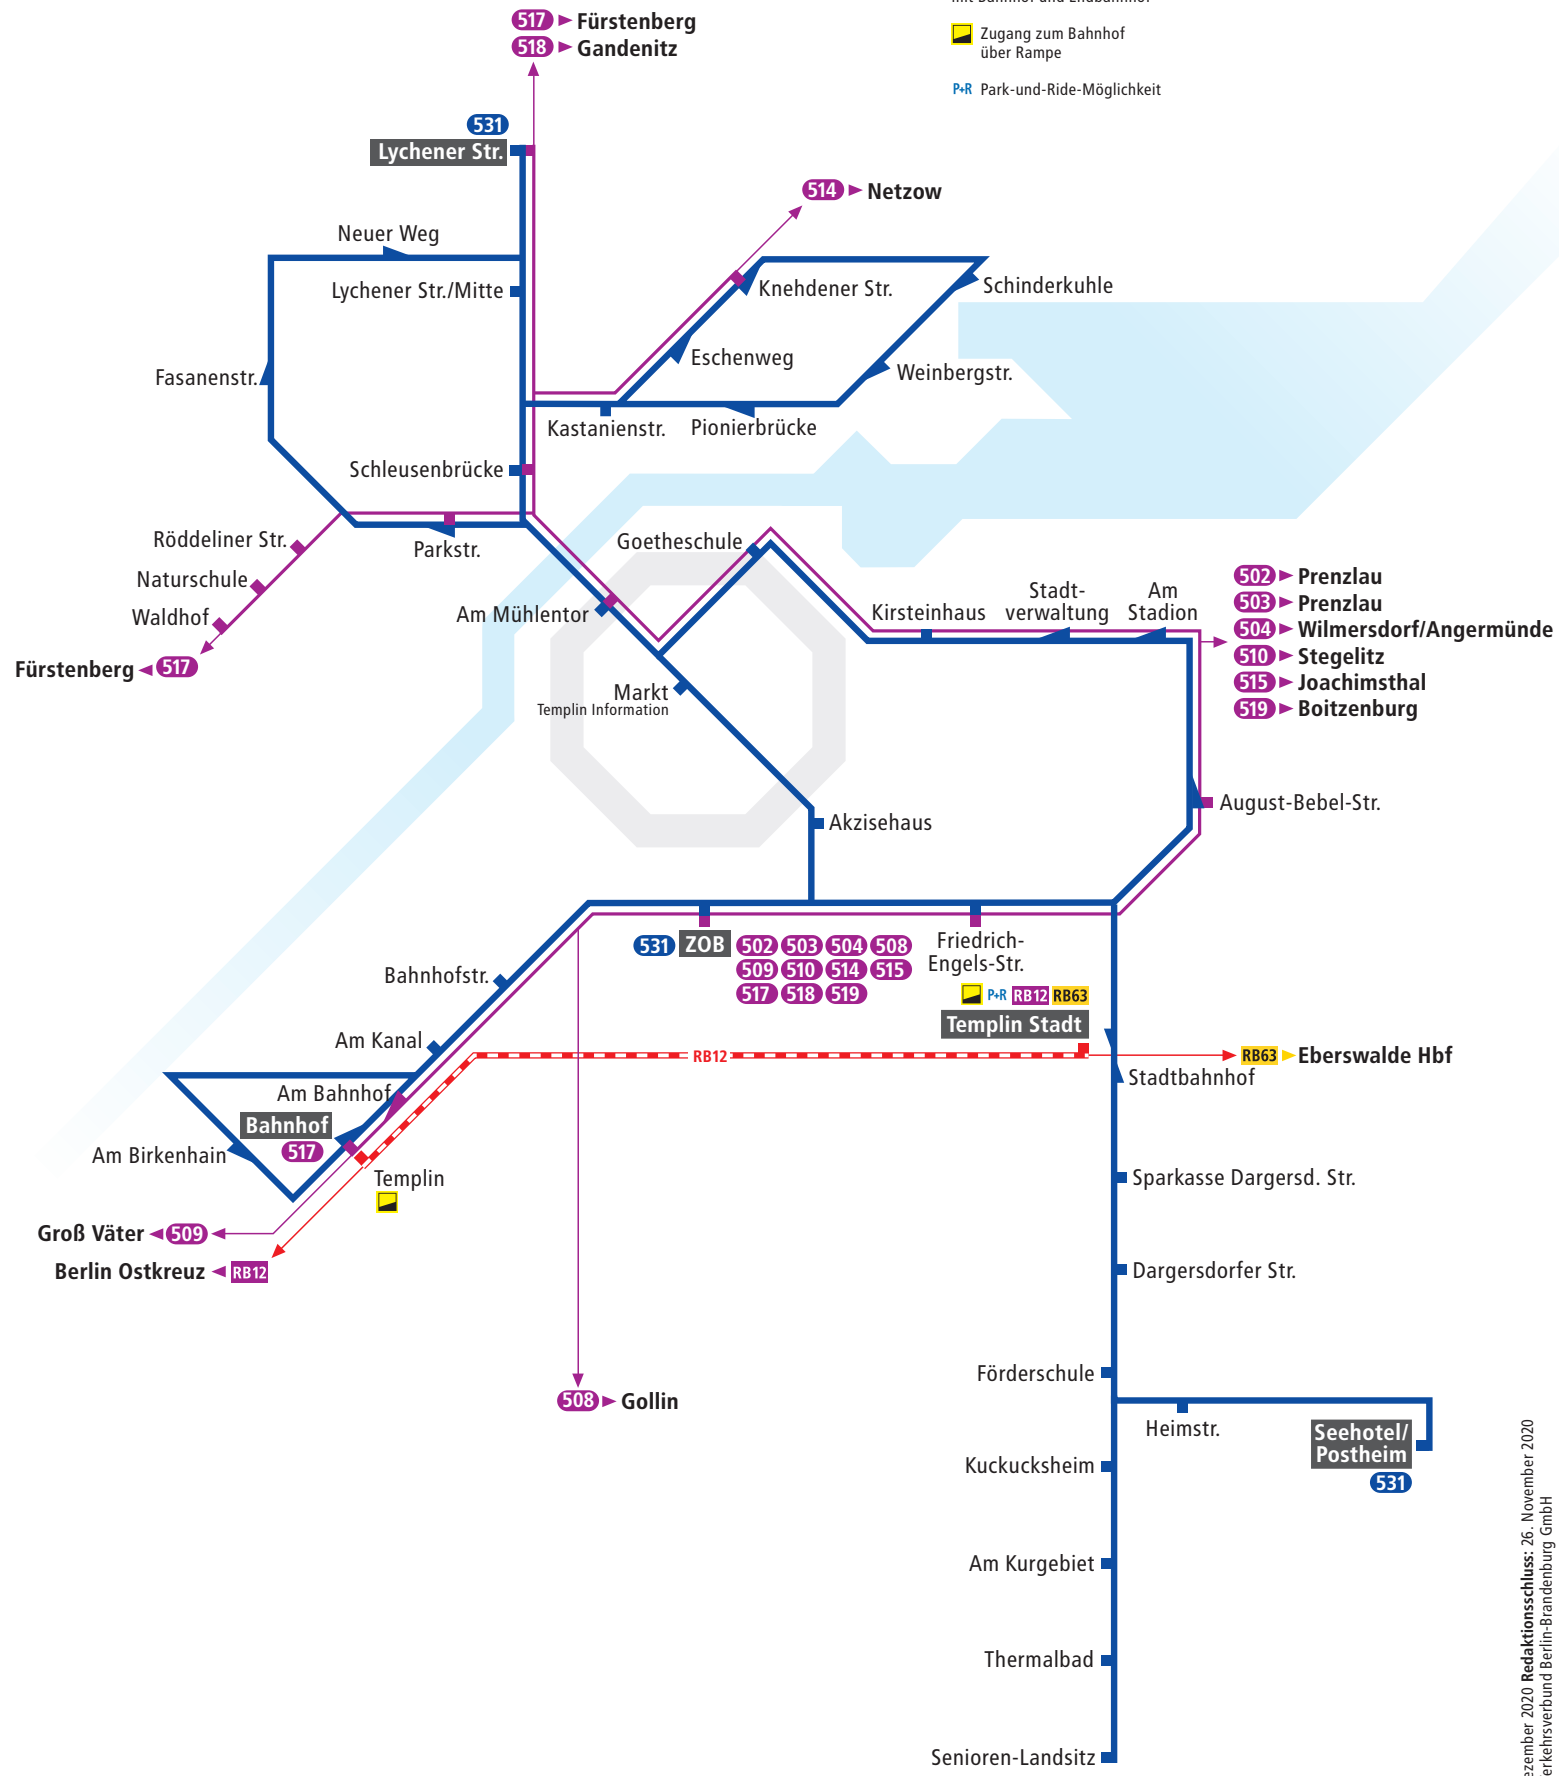 517 Fürstenberg
518 Gandenitz
Zugang zum Bahnhof
über Rampe
P+R Park-und-Ride-Möglichkeit
531
Lychener Str.
514 Netzow
Neuer Weg
Lychener Str./Mitte
Knehdener Str.
Schinderkuhle
Eschenweg
Weinbergstr.
Fasanenstr.
Kastanienstr.
Pionierbrücke
Schleusenbrücke
Röddeliner Str.
Parkstr.
Naturschule
Waldhof
Fürstenberg 517
Goetheschule
Am Mühlentor
Kirsteinhaus
Stadt-
verwaltung
Am
Stadion
502 Prenzlau
503 Prenzlau
504 Wilmersdorf/Angermünde
510 Stegelitz
515 Joachimsthal
519 Boitzenburg
Markt
Templin Information
August-Bebel-Str.
Akzisehaus
531 ZOB 502 503 504 508
509 510 514 515
517 518 519
Friedrich-
Engels-Str.
P+R RB12 RB63
Templin Stadt
Bahnhofstr.
Am Kanal
RB12
RB63 Eberswalde Hbf
Stadtbahnhof
Am Bahnhof
Bahnhof
517
Am Birkenhain
Templin
Sparkasse Dargersd. Str.
Groß Väter 509
Berlin Ostkreuz RB12
Dargersdorfer Str.
Förderschule
508 Gollin
Heimstr.
Seehotel/
Postheim
531
Kuckucksheim
Am Kurgebiet
Thermalbad
Senioren-Landsitz
2020 Redaktionsschluss: 26. November 2020
Berlin-Brandenburg GmbH